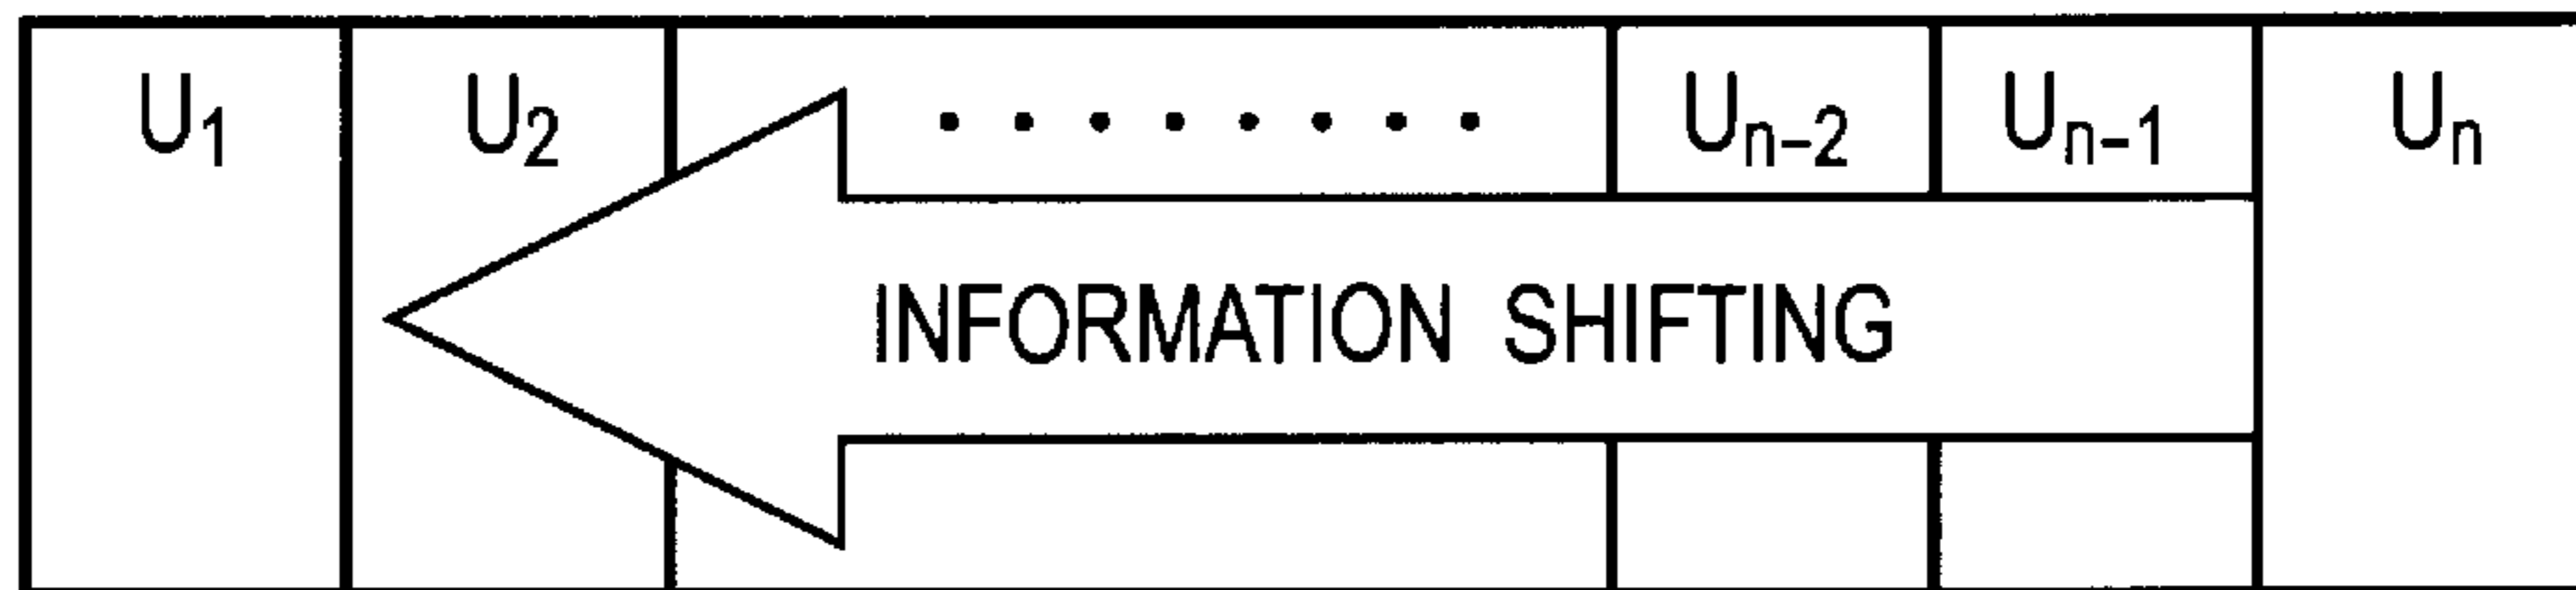 U₁ U₂ ........ Uₙ₋₂ Uₙ₋₁ Uₙ
INFORMATION SHIFTING